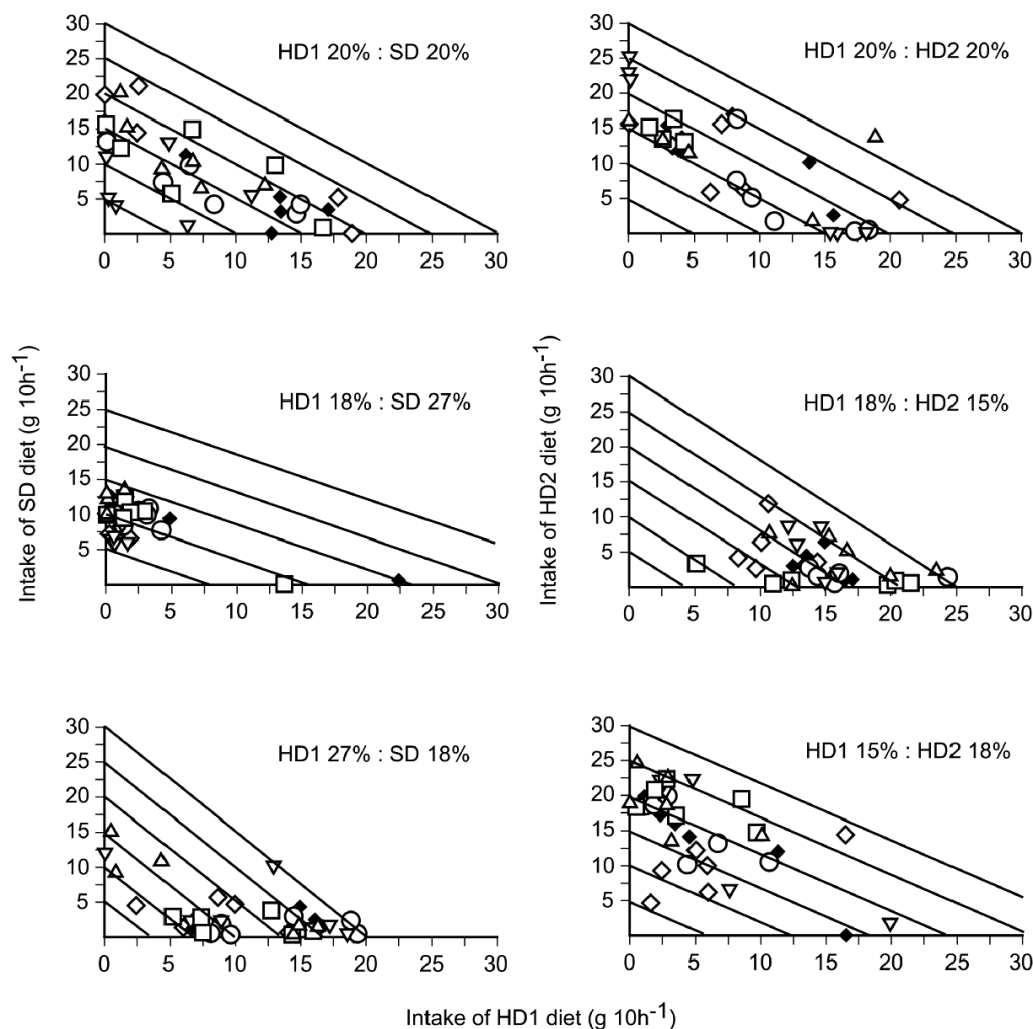 HD1 20% : SD 20%
30
25
20
15
10
5
0 5 10 15 20 25 30
HD1 20% : HD2 20%
30
25
20
15
10
5
0 5 10 15 20 25 30
Intake of SD diet (g 10h-1)
HD1 18% : SD 27%
30
25
20
15
10
5
0 5 10 15 20 25 30
Intake of HD2 diet (g 10h-1)
HD1 18% : HD2 15%
30
25
20
15
10
5
0 5 10 15 20 25 30
HD1 27% : SD 18%
30
25
20
15
10
5
0 5 10 15 20 25 30
HD1 15% : HD2 18%
30
25
20
15
10
5
0 5 10 15 20 25 30
Intake of HD1 diet (g 10h-1)